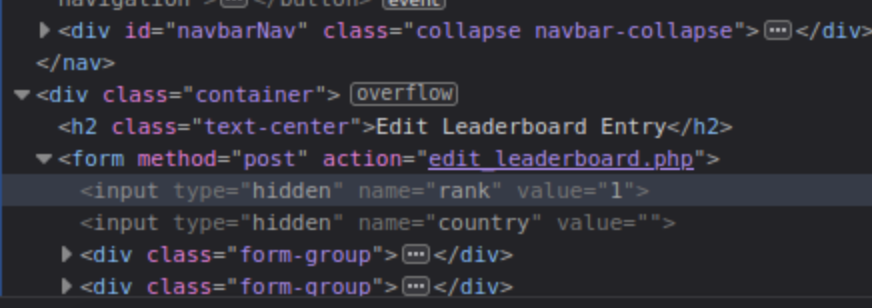 navigation"> ... </button> event
<div id="navbarNav" class="collapse navbar-collapse"> ... </div>
</nav>
<div class="container"> overflow
<h2 class="text-center">Edit Leaderboard Entry</h2>
<form method="post" action="edit_leaderboard.php">
<input type="hidden" name="rank" value="1">
<input type="hidden" name="country" value="">
<div class="form-group"> ... </div>
<div class="form-group"> ... </div>